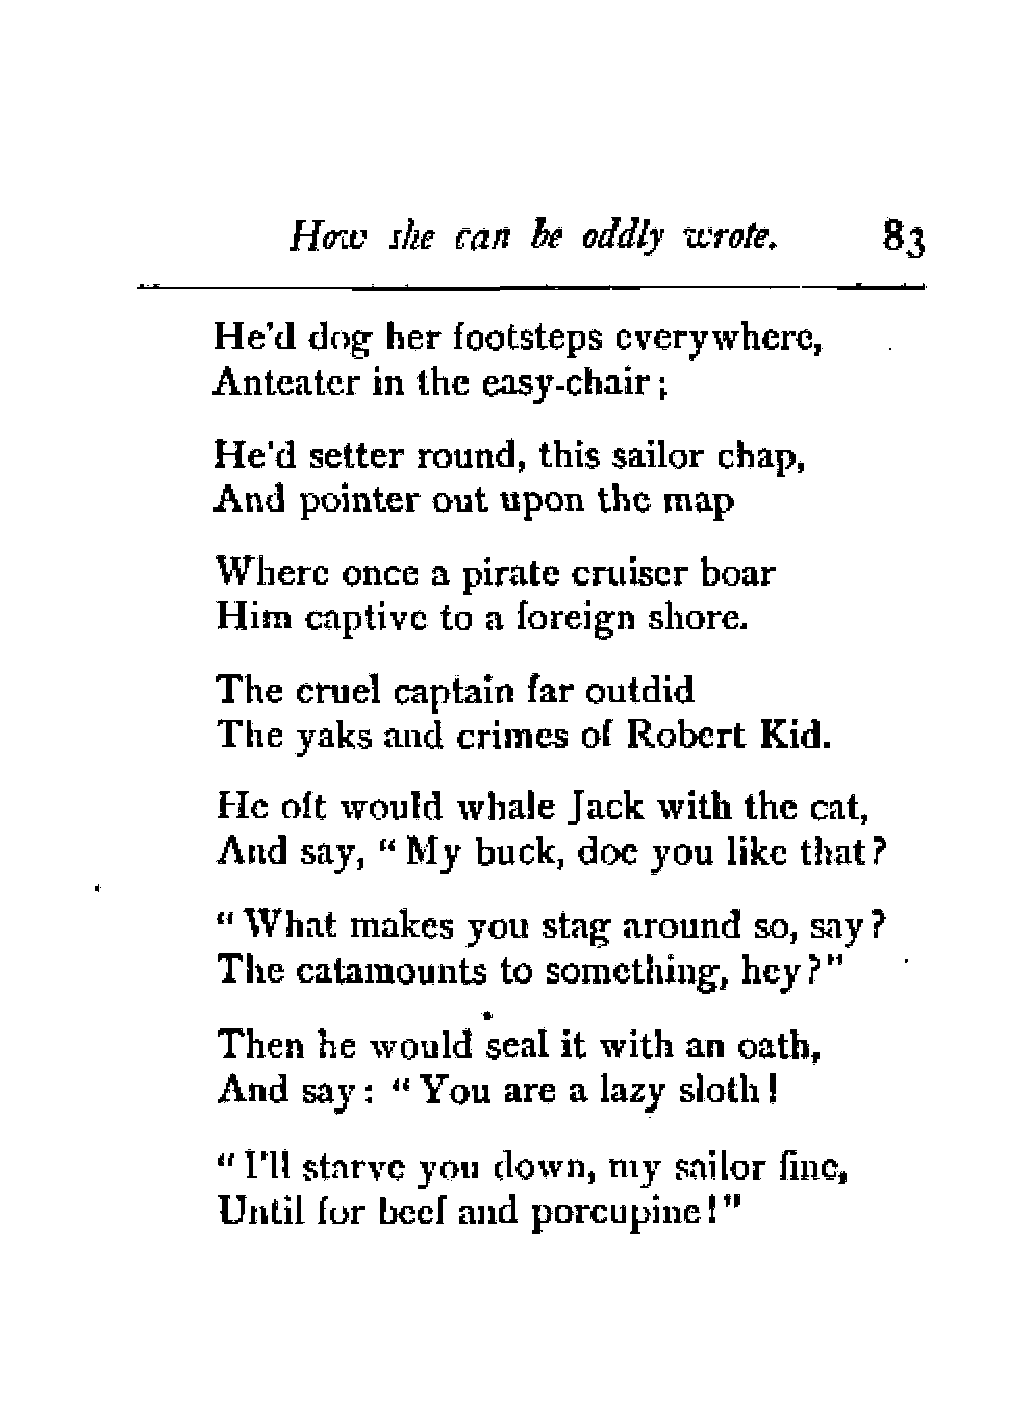 How she can be oddly wrote. 83
He'd dog her footsteps everywhere,
Anteater in the easy-chair;
He'd setter round, this sailor chap,
And pointer out upon the map
Where once a pirate cruiser boar
Him captive to a foreign shore.
The cruel captain far outdid
The yaks and crimes of Robert Kid.
He oft would whale Jack with the cat,
And say, "My buck, doe you like that?
"What makes you stag around so, say?
The catamounts to something, hey?"
Then he would seal it with an oath,
And say: "You are a lazy sloth!
"I'll starve you down, my sailor fine,
Until for beef and porcupine!"